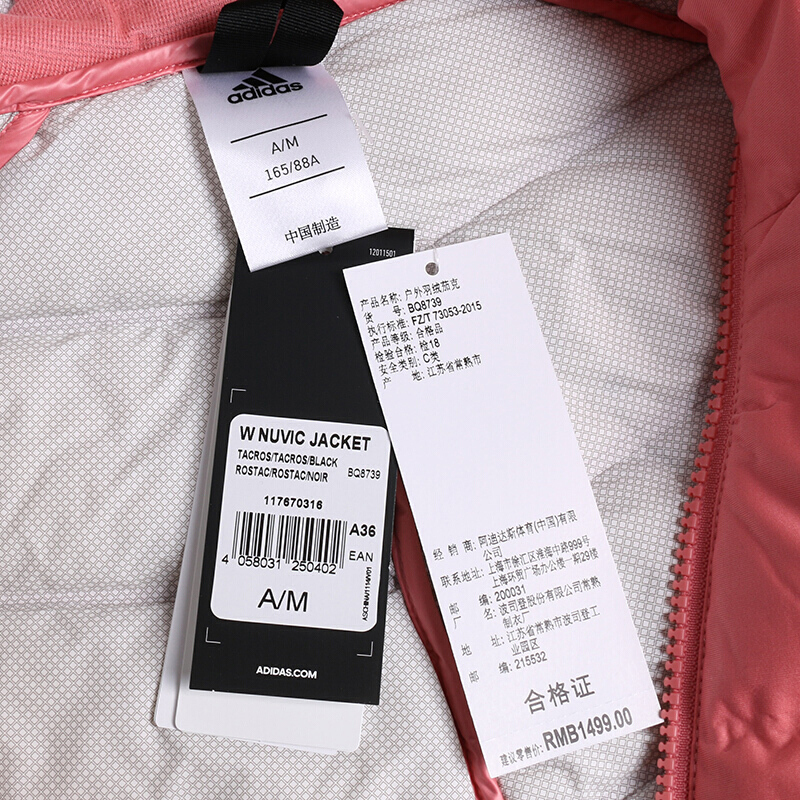 adidas
A/M
165/88A
中国制造
12011501
W NUVIC JACKET
TACROS/TACROS/BLACK
ROSTAC/ROSTAC/NOIR BQ8739
117670316
A36
EAN
4 058031 250402
A/M
ADIDAS.COM
产品名称: 户外羽绒茄克
货 号: BQ8739
执行标准: FZ/T 73053-2015
产品等级: 合格品
检验合格: 检18
安全类别: C类
产 地: 江苏省常熟市
经 销 商: 阿迪达斯体育(中国)有限
公司
联系地址: 上海市徐汇区淮海中路999号
上海环贸广场办公楼一期29楼
邮 编: 200031
厂 名: 波司登股份有限公司常熟
制衣厂
地 址: 江苏省常熟市波司登工
业园区
邮 编: 215532
合格证
建议零售价: RMB1499.00